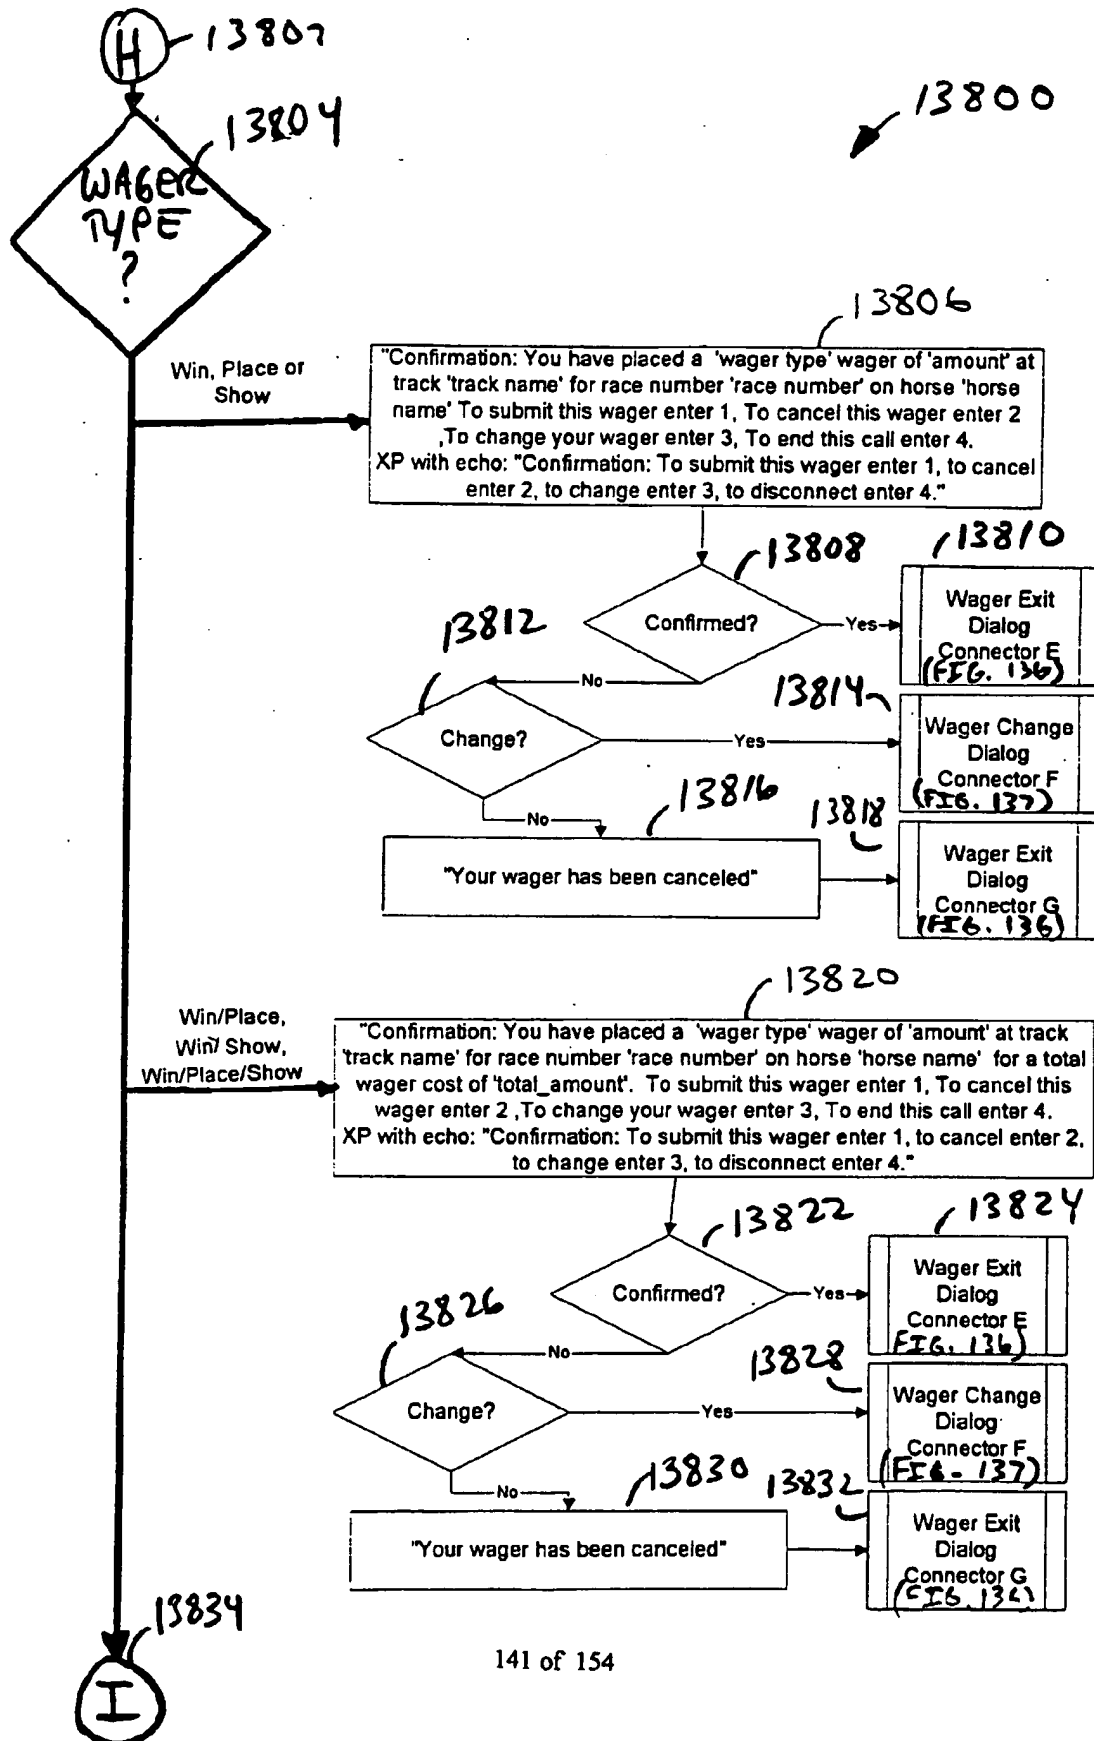 H
13802
13800
13804
WAGER
TYPE
?
13806
Win, Place or
Show
"Confirmation: You have placed a 'wager type' wager of 'amount' at
track 'track name' for race number 'race number' on horse 'horse
name' To submit this wager enter 1, To cancel this wager enter 2
,To change your wager enter 3, To end this call enter 4.
XP with echo: "Confirmation: To submit this wager enter 1, to cancel
enter 2, to change enter 3, to disconnect enter 4."
13808
13810
Confirmed?
Yes
Wager Exit
Dialog
Connector E
(FIG. 136)
13812
No
13814
Change?
Yes
Wager Change
Dialog
Connector F
(FIG. 137)
13816
13818
No
"Your wager has been canceled"
Wager Exit
Dialog
Connector G
(FIG. 136)
13820
Win/Place,
Win/ Show,
Win/Place/Show
"Confirmation: You have placed a 'wager type' wager of 'amount' at track
'track name' for race number 'race number' on horse 'horse name' for a total
wager cost of 'total_amount'. To submit this wager enter 1, To cancel this
wager enter 2 ,To change your wager enter 3, To end this call enter 4.
XP with echo: "Confirmation: To submit this wager enter 1, to cancel enter 2,
to change enter 3, to disconnect enter 4."
13822
13824
Confirmed?
Yes
Wager Exit
Dialog
Connector E
FIG. 136)
13826
No
13828
Change?
Yes
Wager Change
Dialog
Connector F
(FIG. 137)
13830
13832
No
"Your wager has been canceled"
Wager Exit
Dialog
Connector G
(FIG. 136)
13834
I
141 of 154